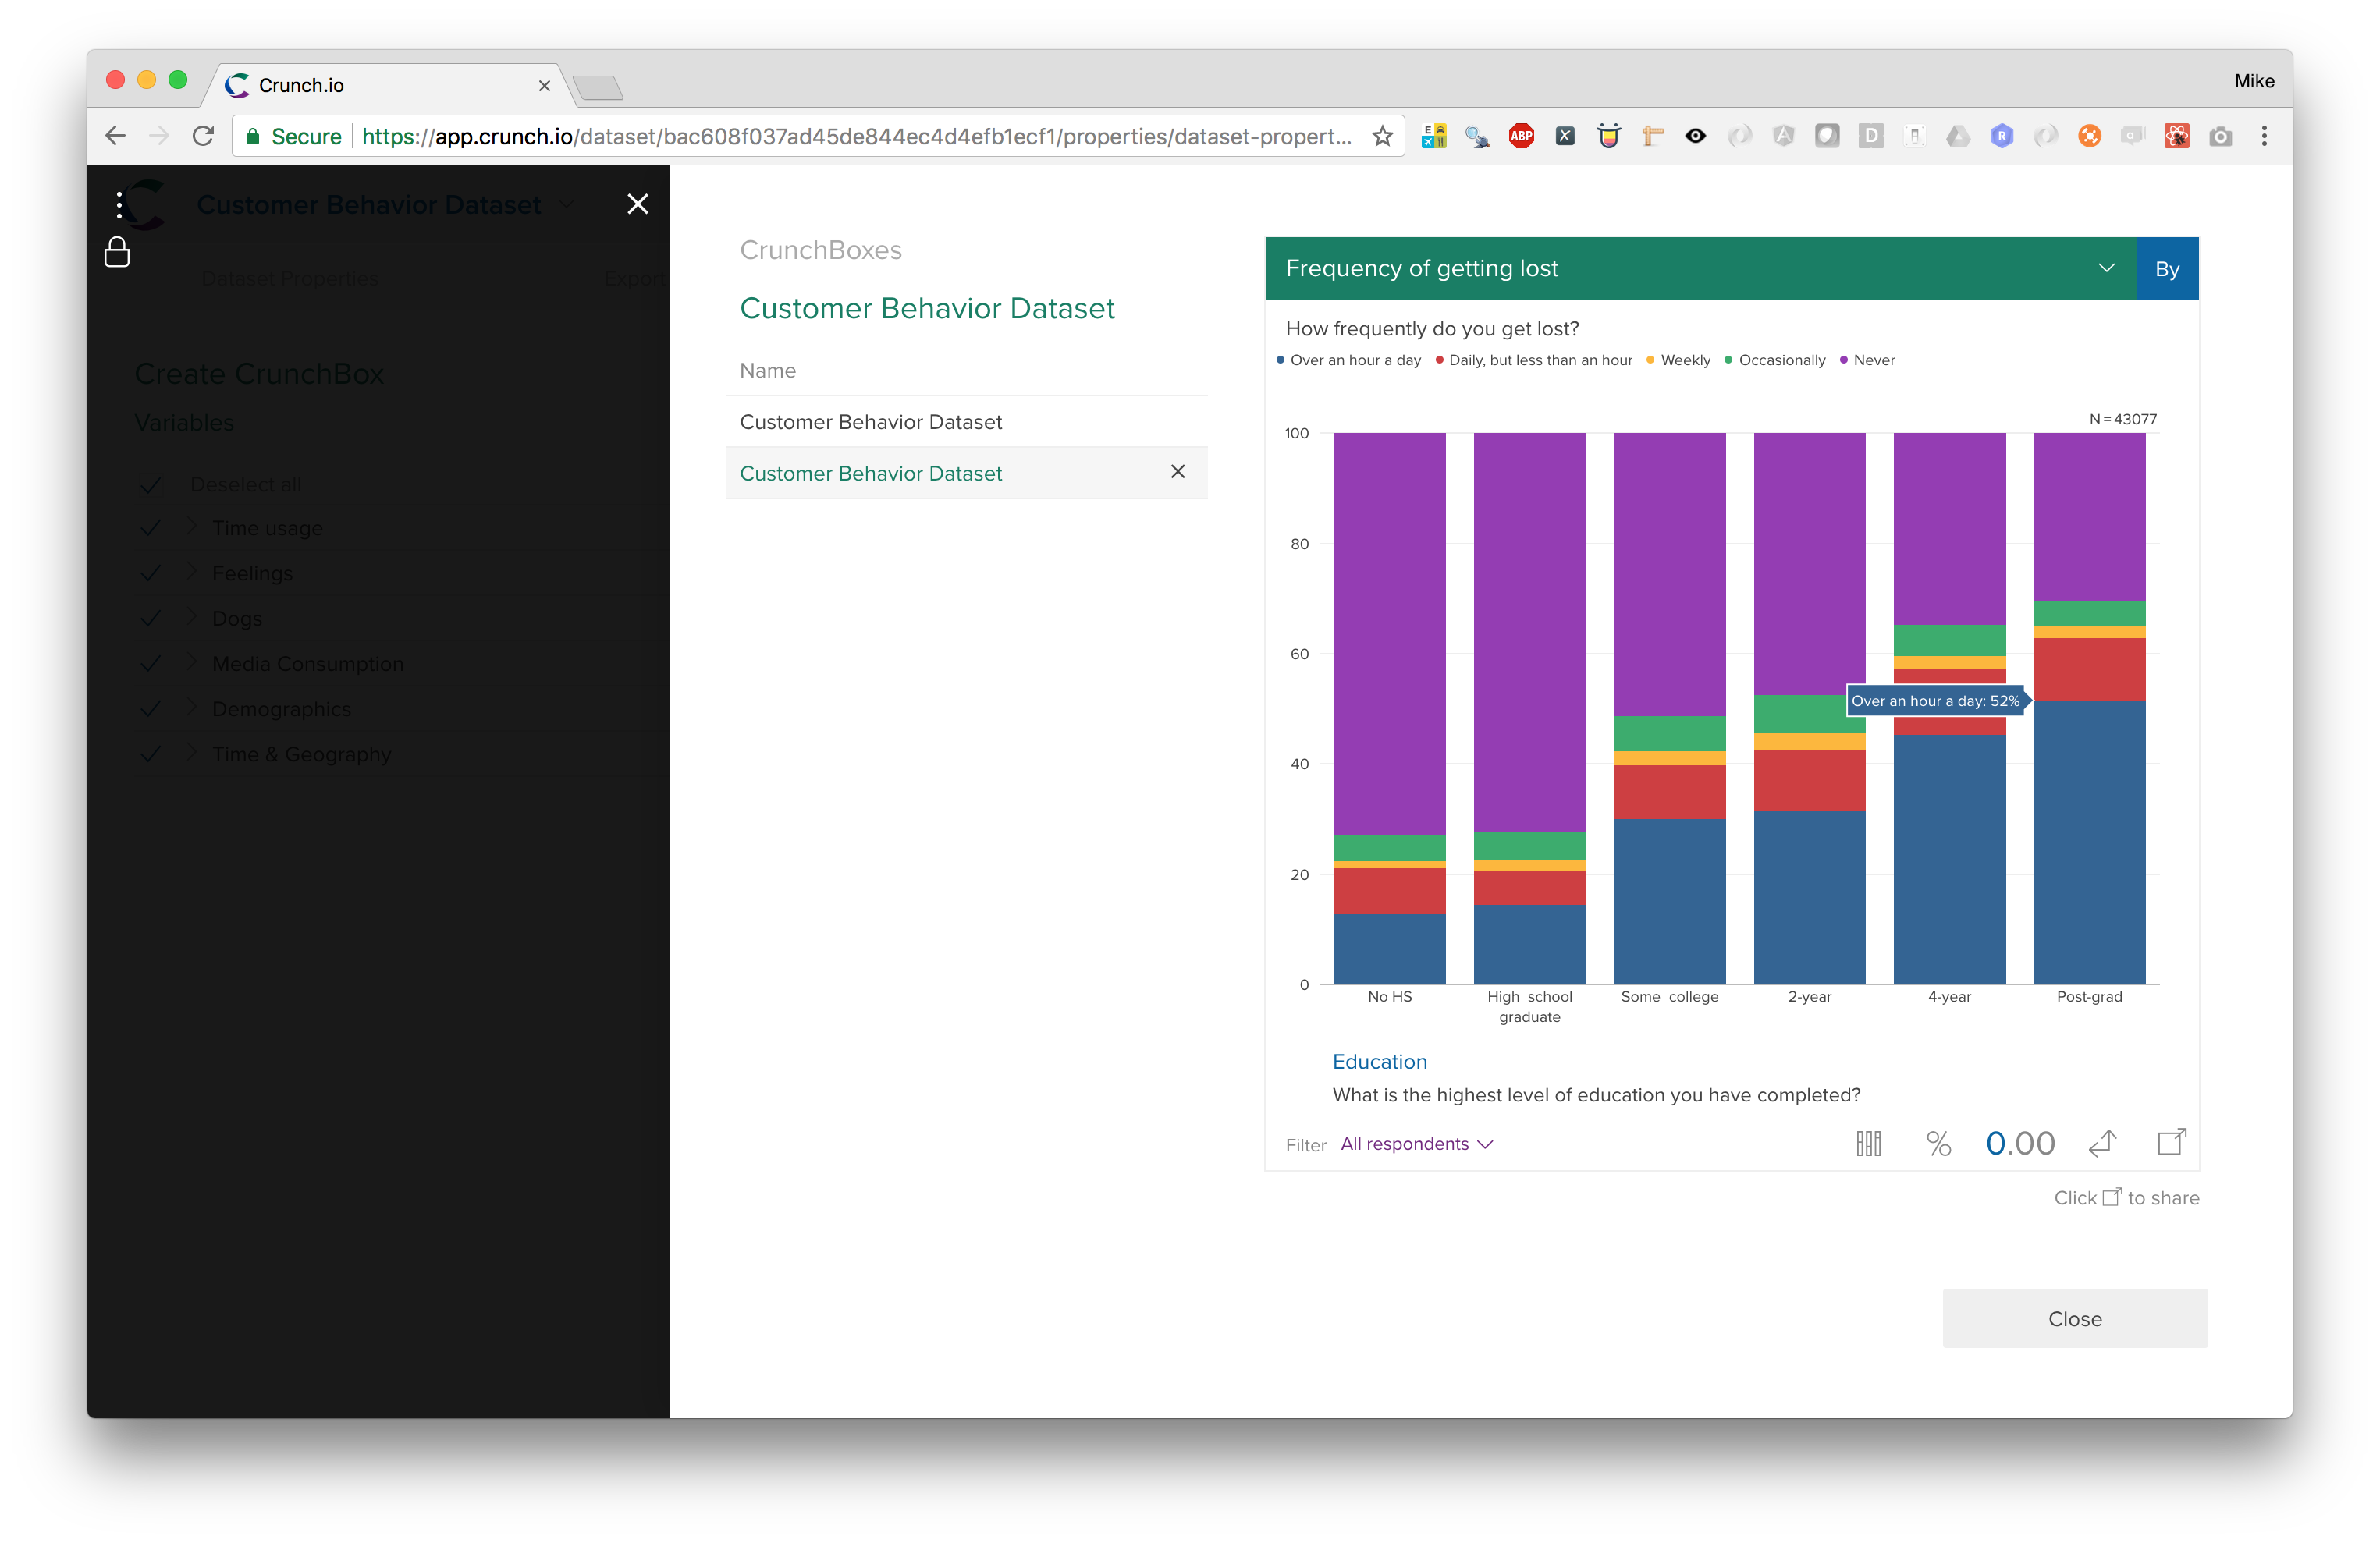 Crunch.io
Mike
Secure https://app.crunch.io/dataset/bac608f037ad45de844ec4d4efb1ecf1/properties/dataset-propert...
ABP
Customer Behavior Dataset
Dataset Properties
Export
Create CrunchBox
Variables
Deselect all
Time usage
Feelings
Dogs
Media Consumption
Demographics
Time & Geography
CrunchBoxes
Customer Behavior Dataset
Name
Customer Behavior Dataset
Customer Behavior Dataset
Frequency of getting lost
By
How frequently do you get lost?
Over an hour a day Daily, but less than an hour Weekly Occasionally Never
N = 43077
100
80
60
40
20
0
Over an hour a day: 52%
No HS
High school graduate
Some college
2-year
4-year
Post-grad
Education
What is the highest level of education you have completed?
Filter All respondents
% 0.00
Click to share
Close